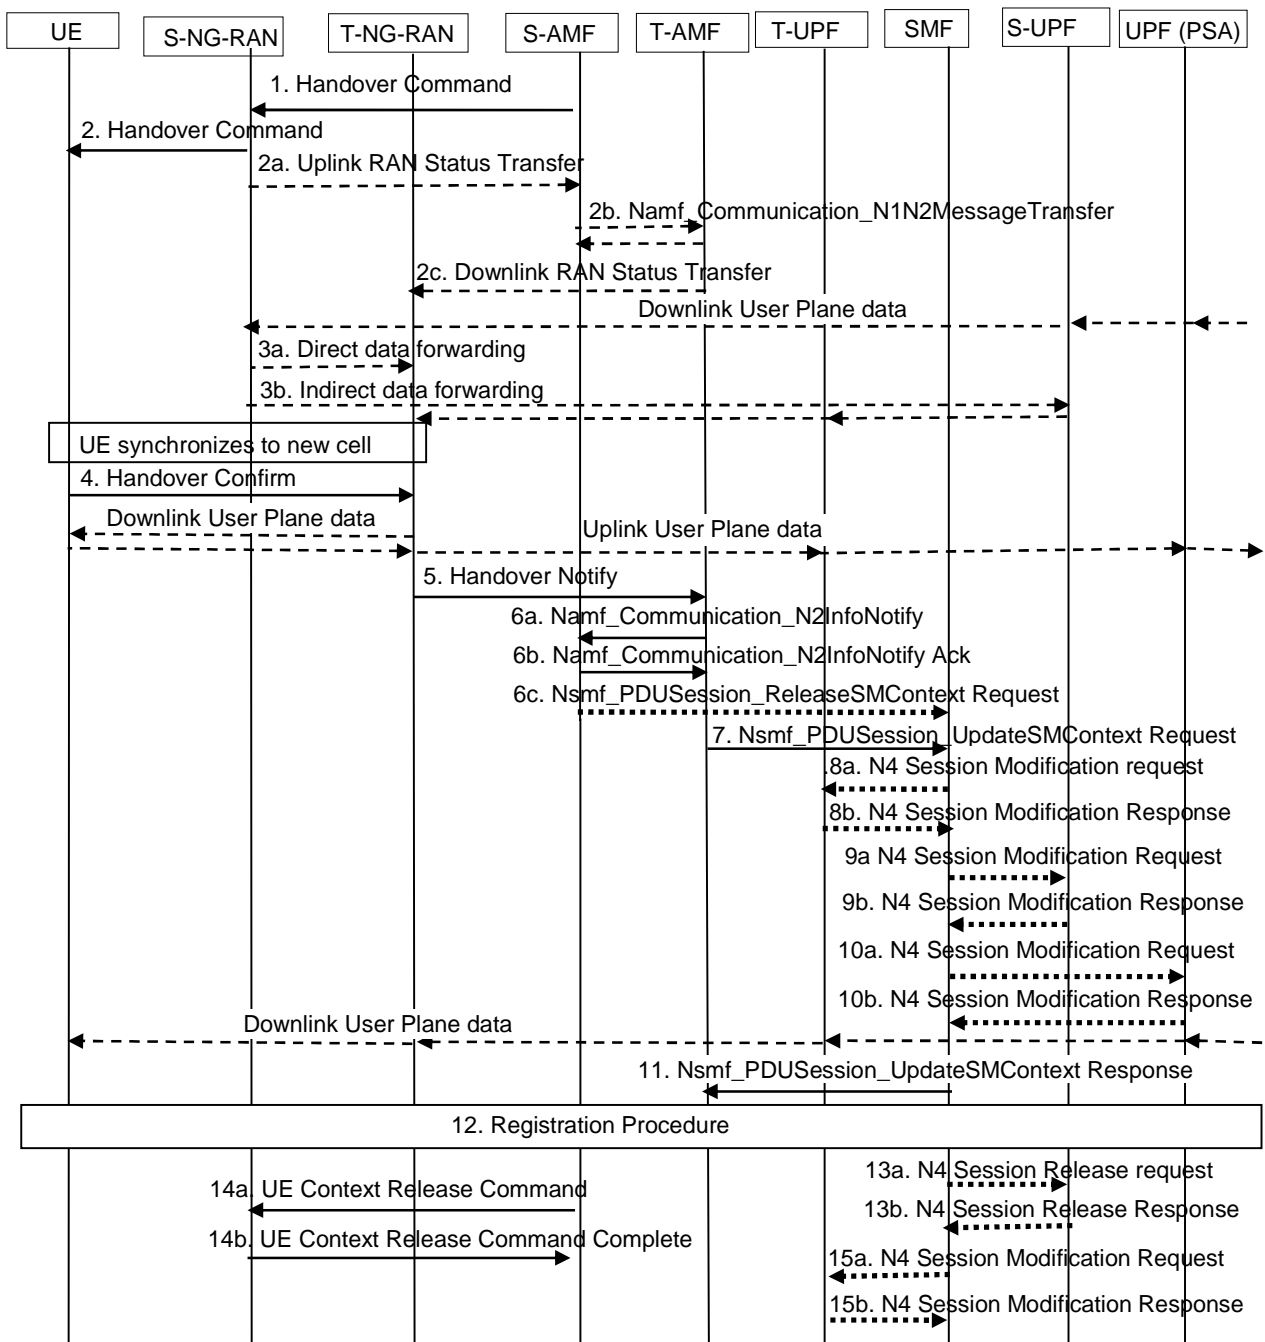 UE
S-NG-RAN
T-NG-RAN
S-AMF
T-AMF
T-UPF
SMF
S-UPF
UPF (PSA)
1. Handover Command
2. Handover Command
2a. Uplink RAN Status Transfer
2b. Namf_Communication_N1N2MessageTransfer
2c. Downlink RAN Status Transfer
Downlink User Plane data
3a. Direct data forwarding
3b. Indirect data forwarding
UE synchronizes to new cell
4. Handover Confirm
Downlink User Plane data
Uplink User Plane data
5. Handover Notify
6a. Namf_Communication_N2InfoNotify
6b. Namf_Communication_N2InfoNotify Ack
6c. Nsmf_PDUSession_ReleaseSMContext Request
7. Nsmf_PDUSession_UpdateSMContext Request
.8a. N4 Session Modification request
8b. N4 Session Modification Response
9a N4 Session Modification Request
9b. N4 Session Modification Response
10a. N4 Session Modification Request
10b. N4 Session Modification Response
Downlink User Plane data
11. Nsmf_PDUSession_UpdateSMContext Response
12. Registration Procedure
13a. N4 Session Release request
14a. UE Context Release Command
13b. N4 Session Release Response
14b. UE Context Release Command Complete
15a. N4 Session Modification Request
15b. N4 Session Modification Response